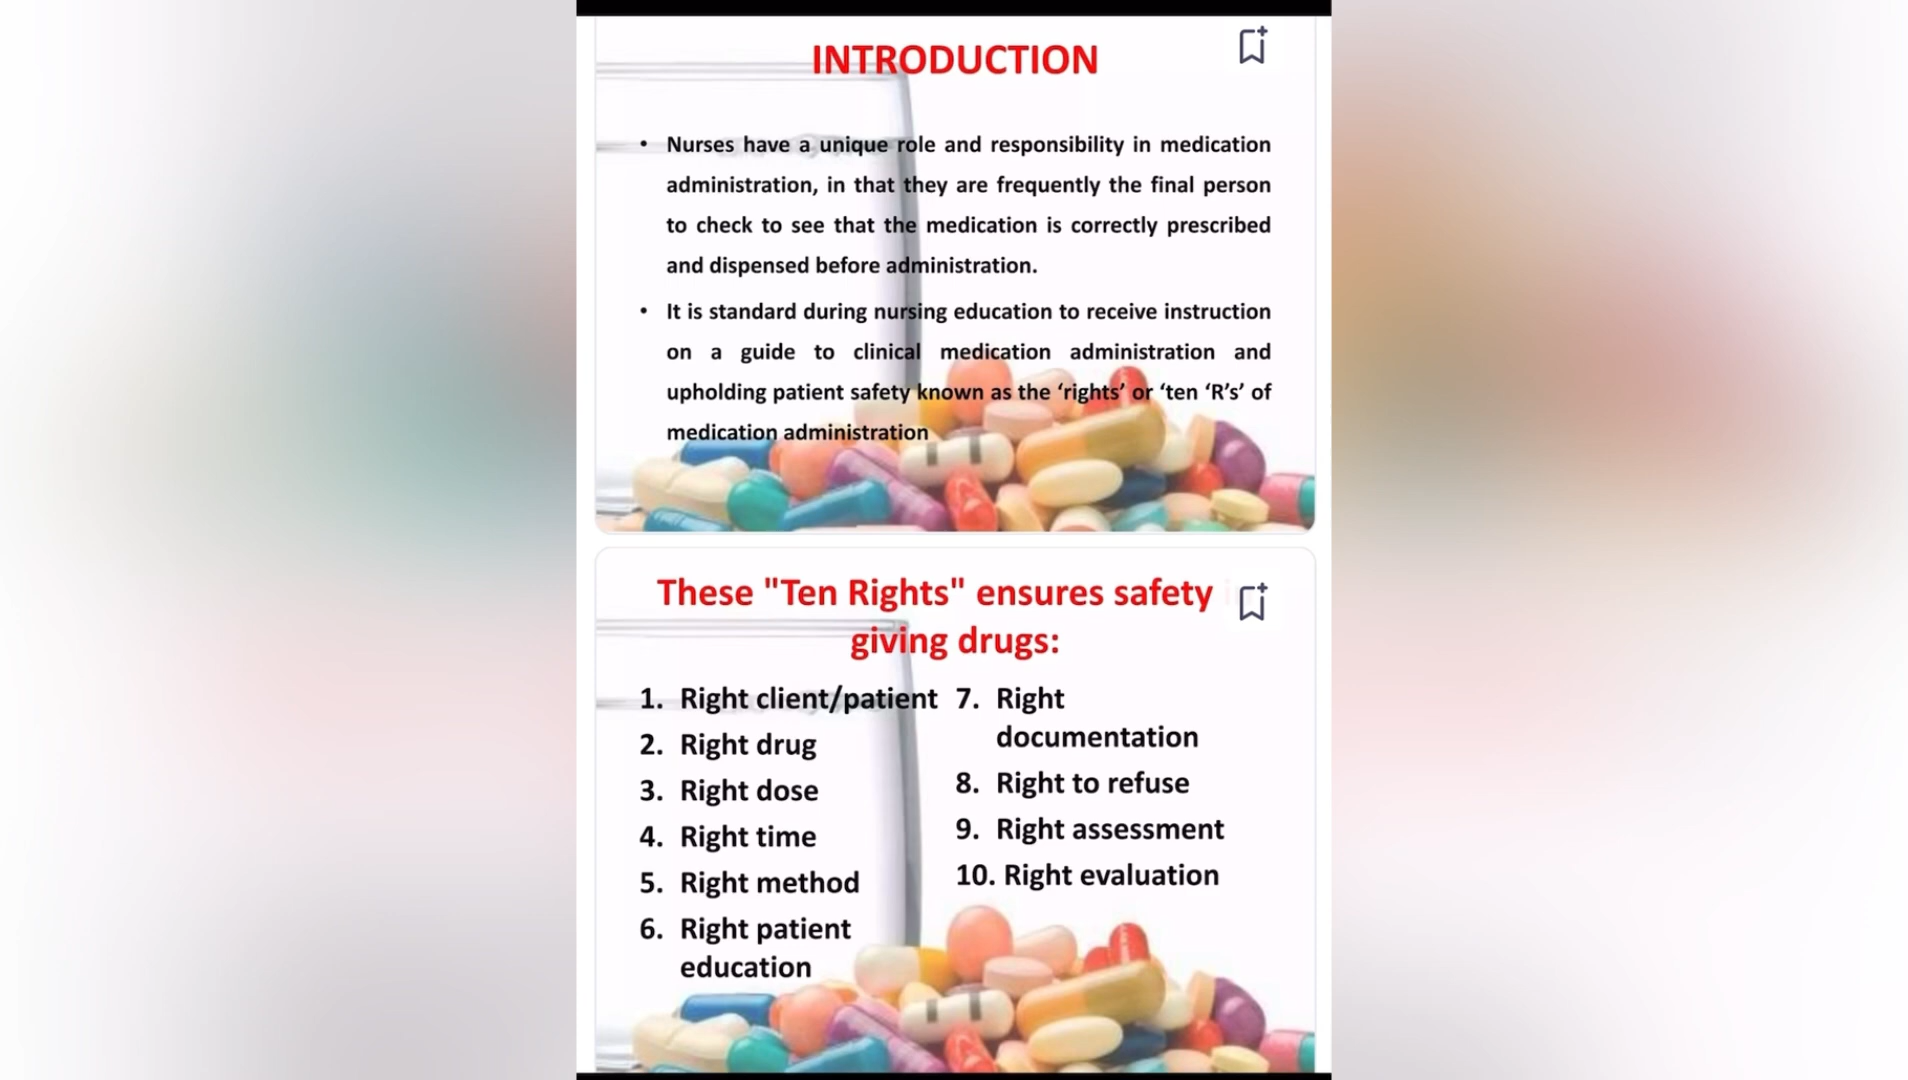 INTRODUCTION
• Nurses have a unique role and responsibility in medication
administration, in that they are frequently the final person
to check to see that the medication is correctly prescribed
and dispensed before administration.
• It is standard during nursing education to receive instruction
on a guide to clinical medication administration and
upholding patient safety known as the ‘rights’ or ‘ten ‘R’s’ of
medication administration
These "Ten Rights" ensures safety
giving drugs:
1. Right client/patient
2. Right drug
3. Right dose
4. Right time
5. Right method
6. Right patient
education
7. Right
documentation
8. Right to refuse
9. Right assessment
10. Right evaluation